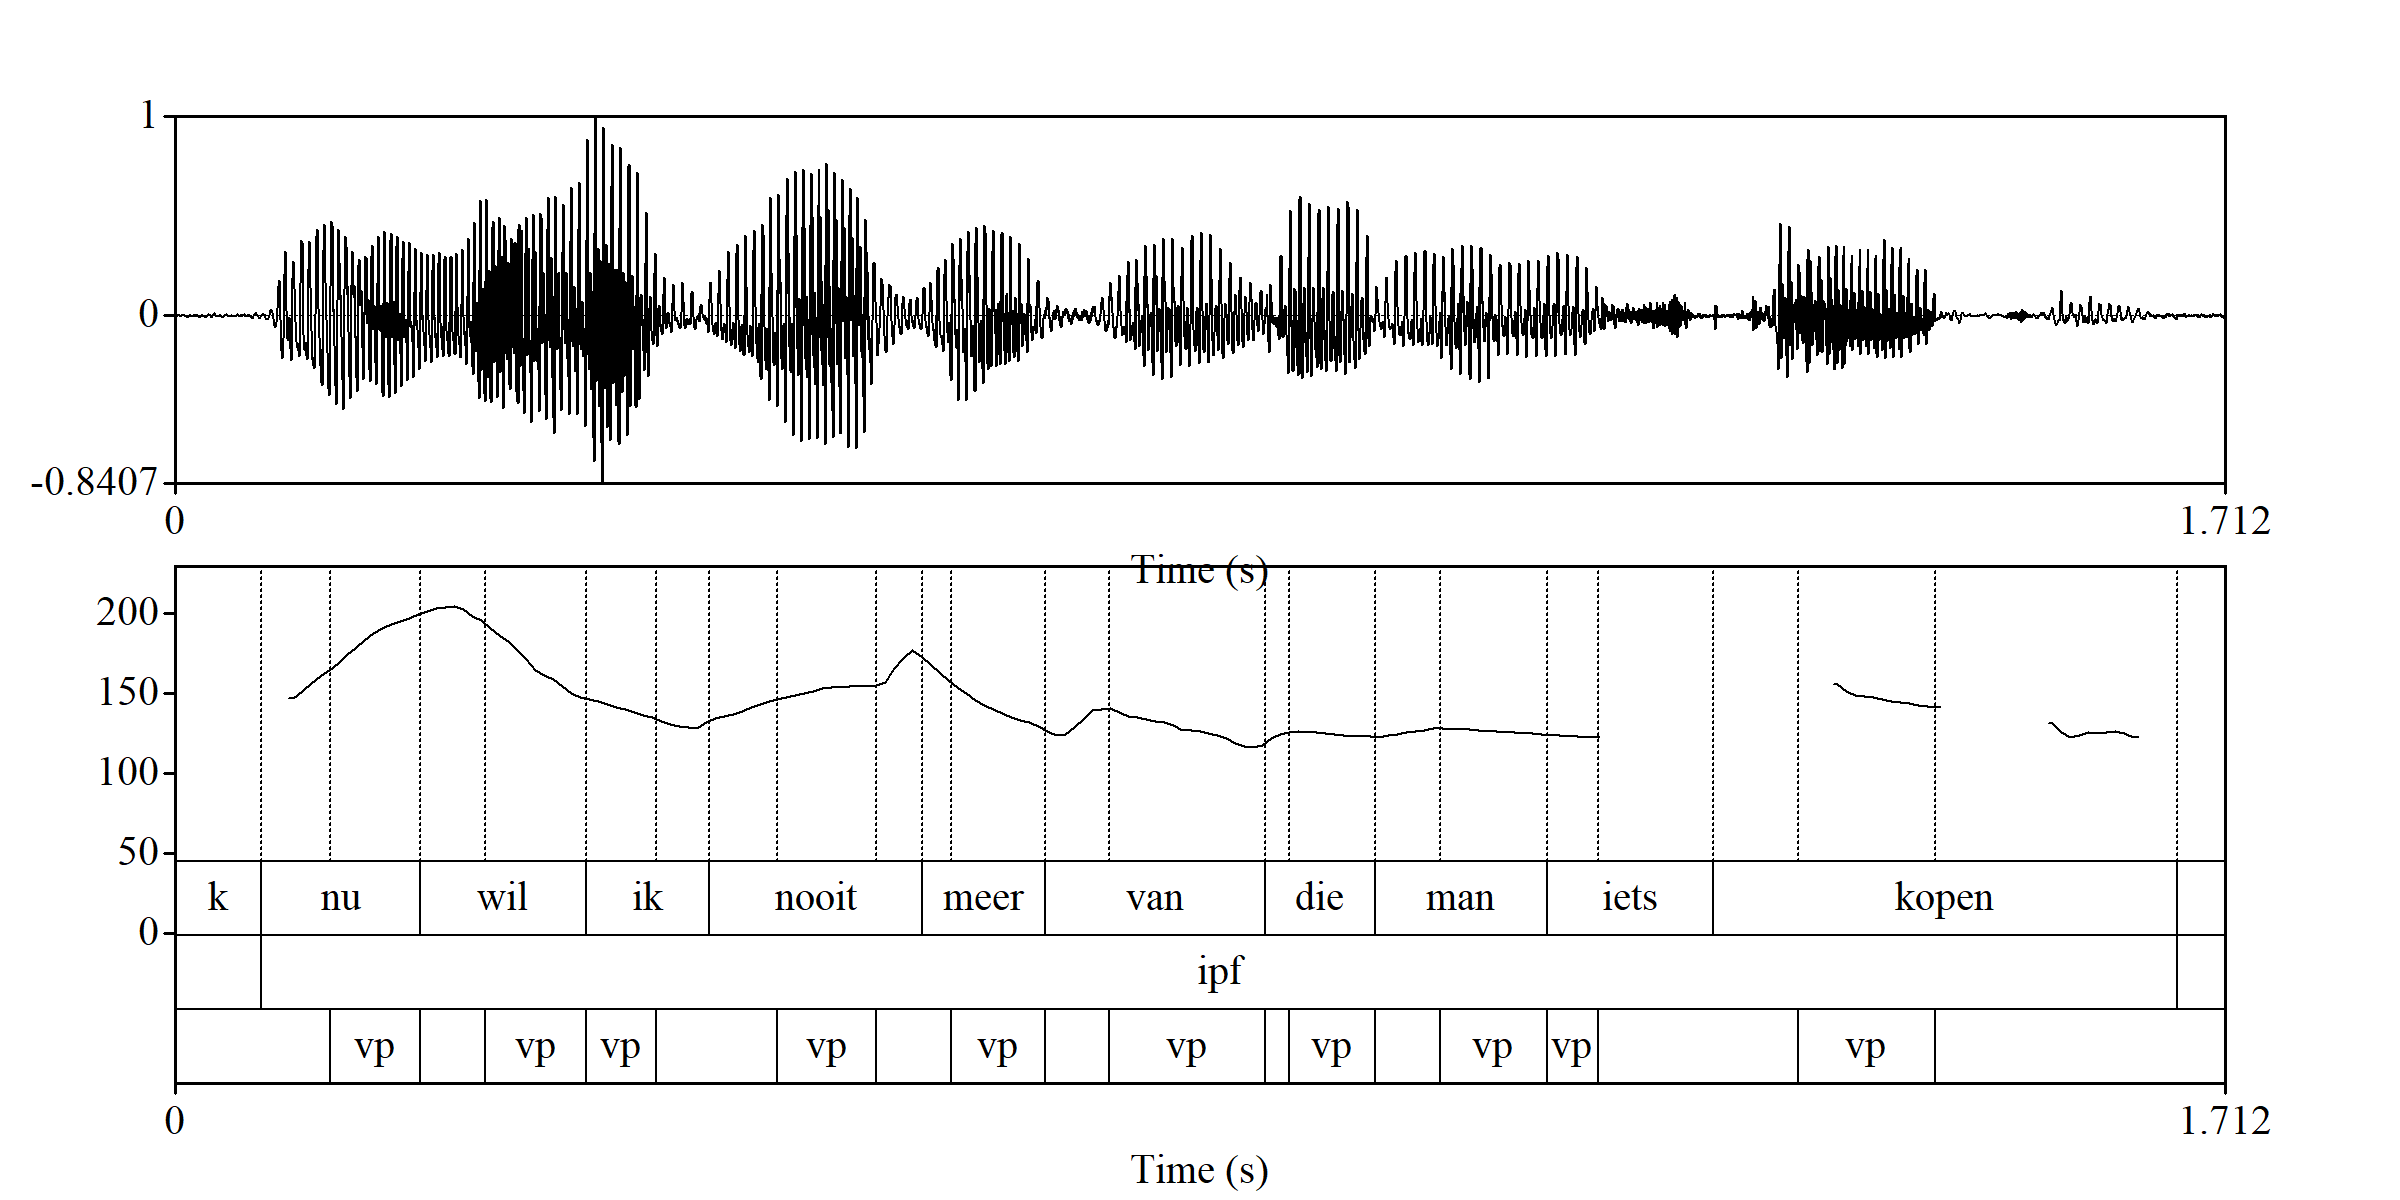 1
0
-0.8407
0 1.712
Time (s)
200
150
100
50
0
k nu wil ik nooit meer van die man iets kopen
ipf
vp vp vp vp vp vp vp vp vp vp
0 1.712
Time (s)